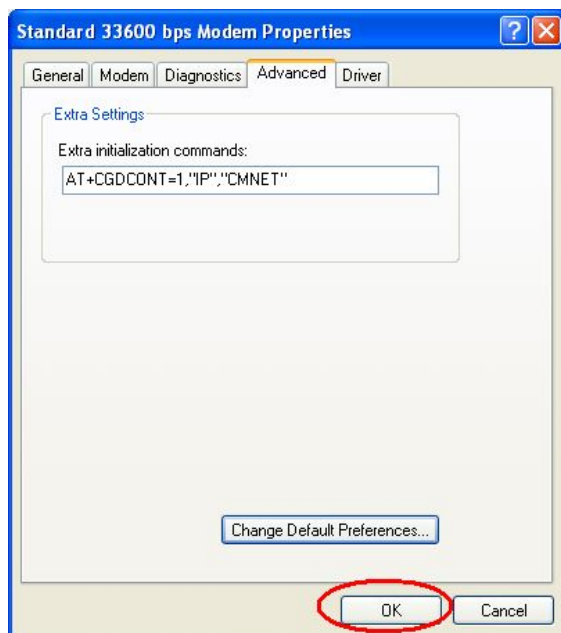 Standard 33600 bps Modem Properties
General Modem Diagnostics Advanced Driver
Extra Settings
Extra initialization commands:
AT+CGDCONT=1,"IP","CMNET"
Change Default Preferences...
OK Cancel